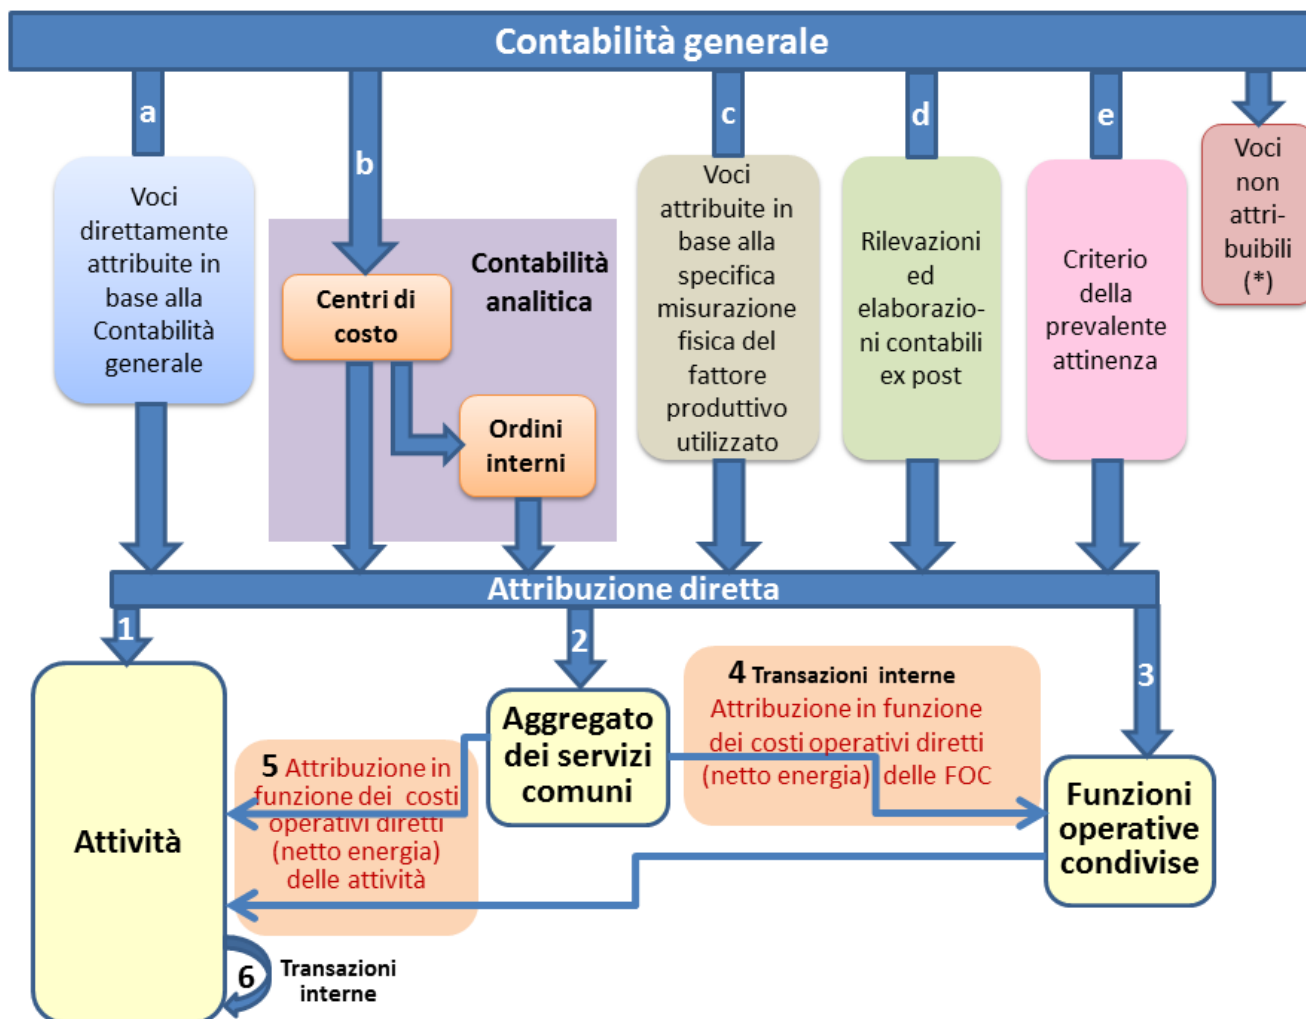 Contabilità generale
a
b
c
d
e
Voci
direttamente
attribuite in
base alla
Contabilità
generale
Contabilità
analitica
Centri di
costo
Ordini
interni
Voci
attribuite in
base alla
specifica
misurazione
fisica del
fattore
produttivo
utilizzato
Rilevazioni
ed
elaborazio-
ni contabili
ex post
Criterio
della
prevalente
attinenza
Voci
non
attri-
buibili
(*)
Attribuzione diretta
1
2
3
Attività
Aggregato
dei servizi
comuni
4 Transazioni interne
Attribuzione in funzione
dei costi operativi diretti
(netto energia) delle FOC
Funzioni
operative
condivise
5 Attribuzione in
funzione dei costi
operativi diretti
(netto energia)
delle attività
6
Transazioni
interne